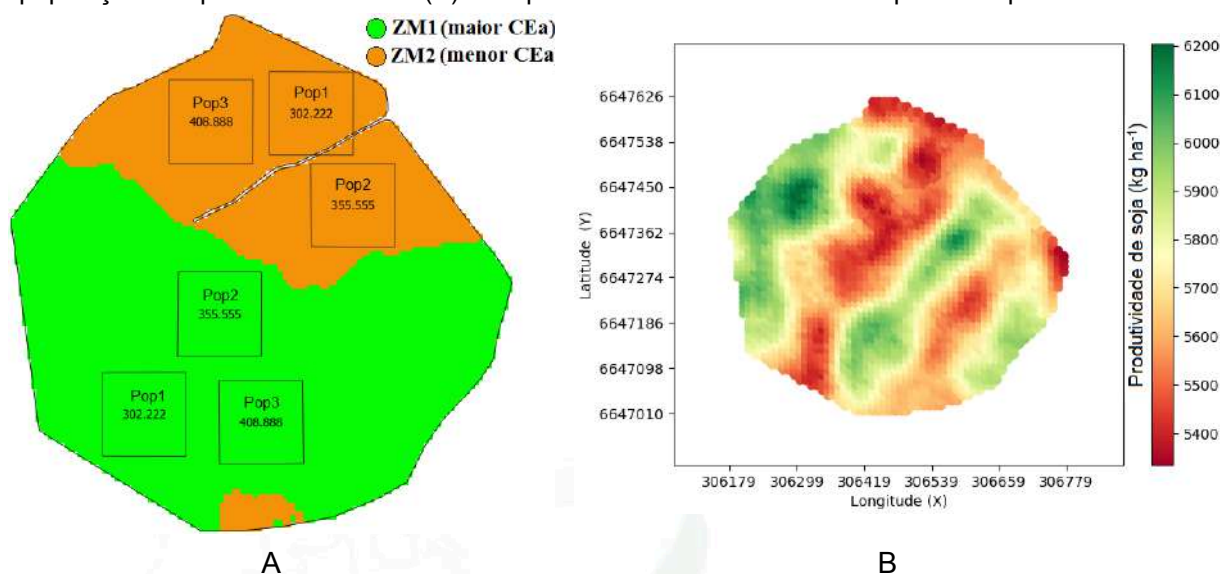 ZM1 (maior CEa)
ZM2 (menor CEa
Pop3
408.888
Pop1
302.222
Pop2
355.555
Pop2
355.555
Pop1
302.222
Pop3
408.888
A
6647626
6647538
6647450
6647362
6647274
6647186
6647098
6647010
Latitude (Y)
306179 306299 306419 306539 306659 306779
Longitude (X)
6200
6100
6000
5900
5800
5700
5600
5500
5400
Produtividade de soja (kg ha⁻¹)
B